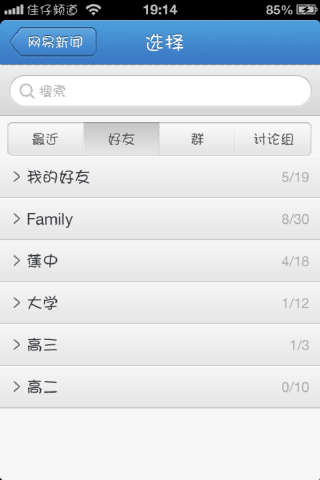 佳仔频道 19:14 85%
网易新闻 选择
搜索
最近 好友 群 讨论组
我的好友 5/19
Family 8/30
蕉中 4/18
大学 1/12
高三 1/3
高二 0/10